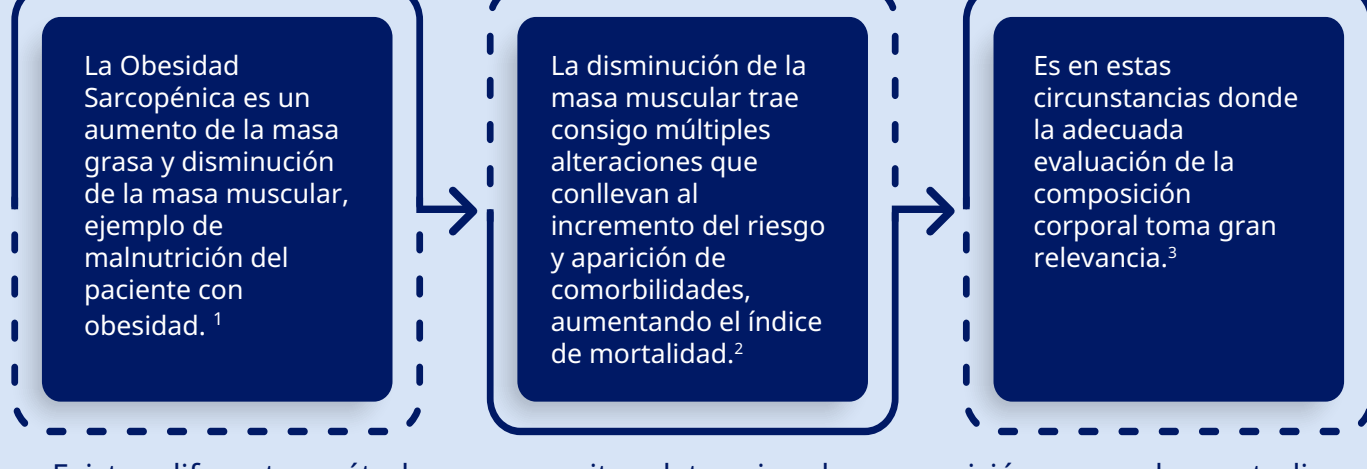 La Obesidad
Sarcopénica es un
aumento de la masa
grasa y disminución
de la masa muscular,
ejemplo de
malnutrición del
paciente con
obesidad. ¹
La disminución de la
masa muscular trae
consigo múltiples
alteraciones que
conllevan al
incremento del riesgo
y aparición de
comorbilidades,
aumentando el índice
de mortalidad.²
Es en estas
circunstancias donde
la adecuada
evaluación de la
composición
corporal toma gran
relevancia.³